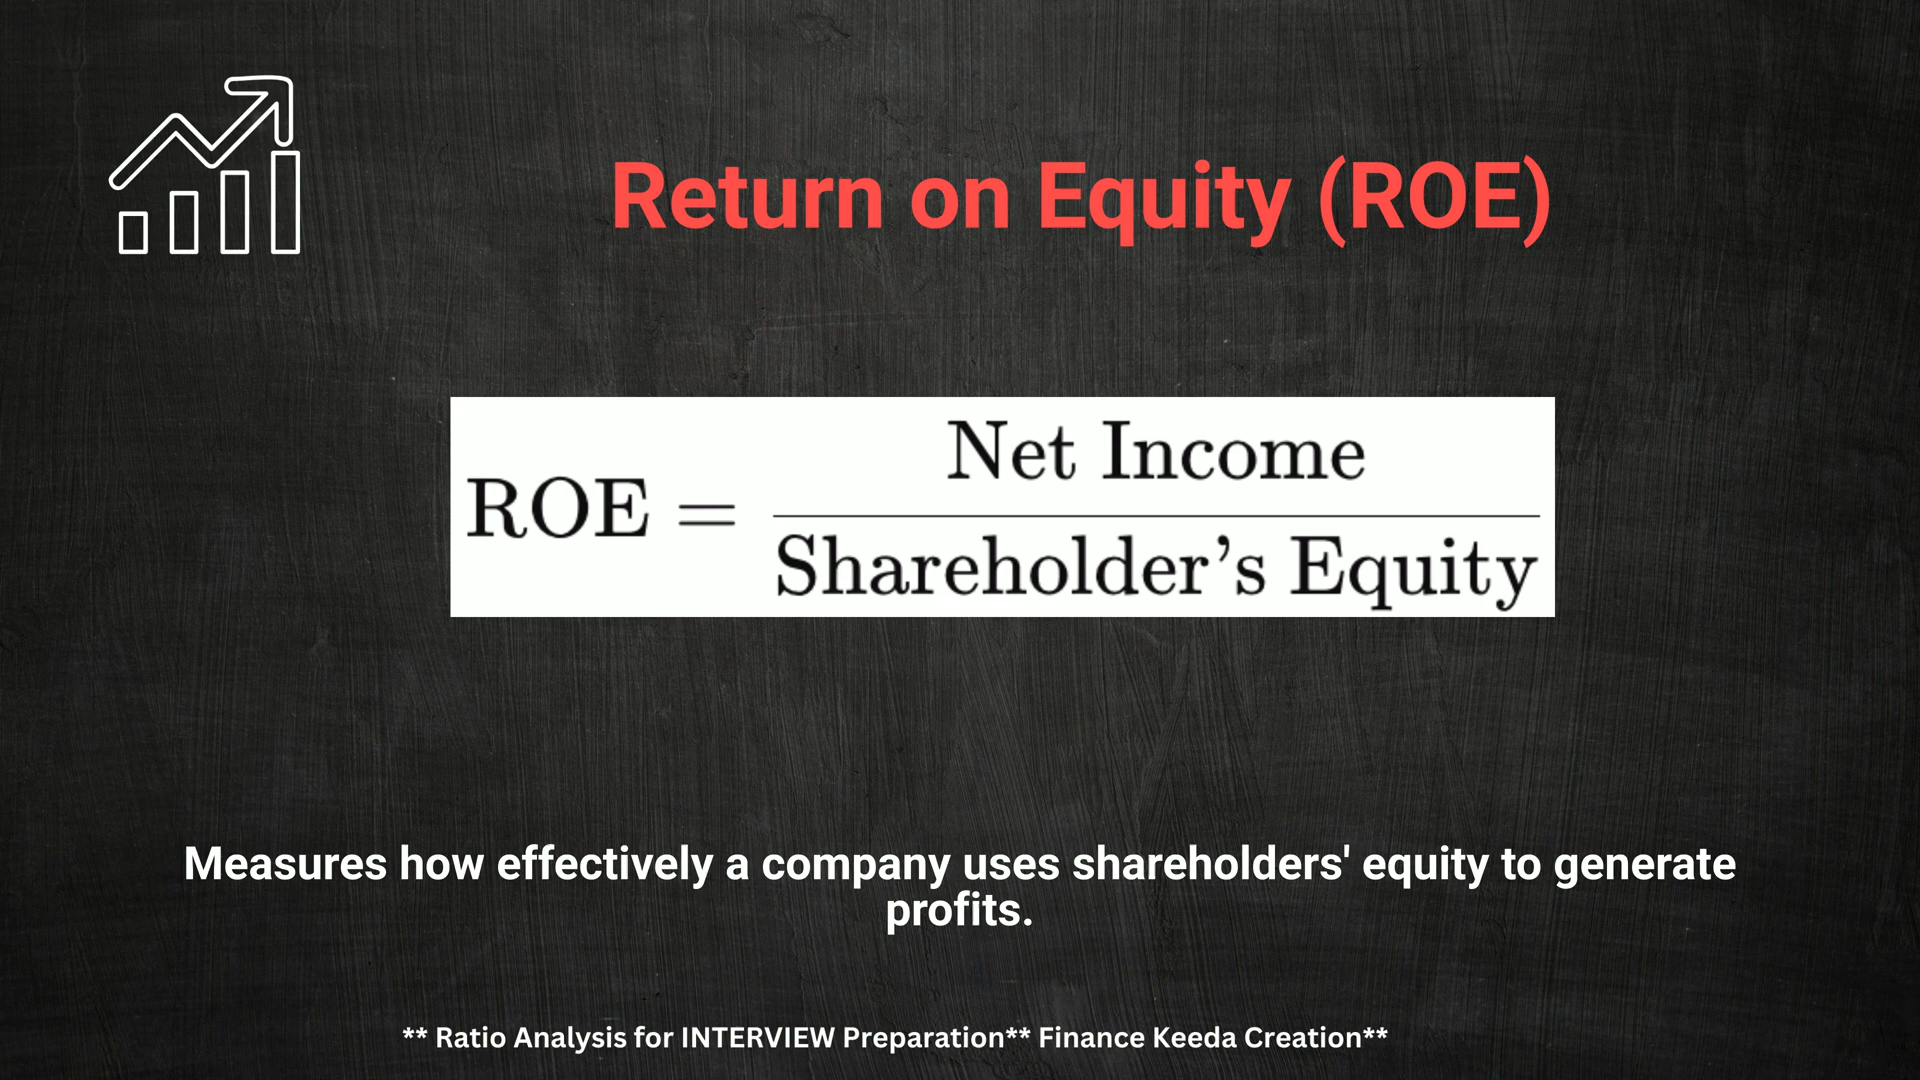 Return on Equity (ROE)
Net Income
ROE =
Shareholder’s Equity
Measures how effectively a company uses shareholders' equity to generate
profits.
** Ratio Analysis for INTERVIEW Preparation** Finance Keeda Creation**